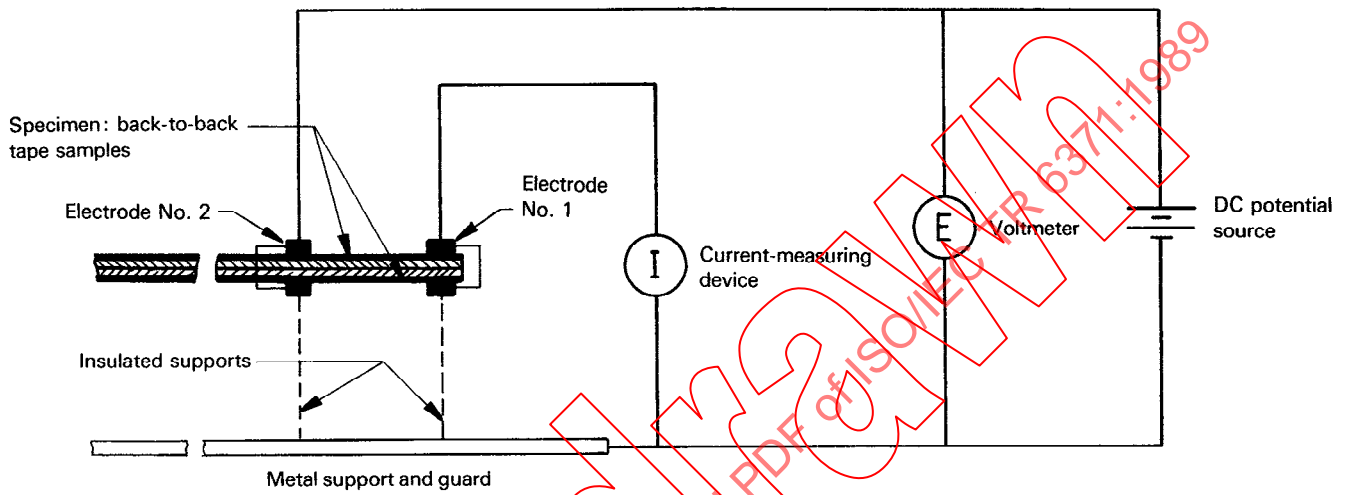 Specimen: back-to-back
tape samples
Electrode No. 2
Electrode
No. 1
I
Current-measuring
device
E
Voltmeter
DC potential
source
Insulated supports
Metal support and guard
drawn
PDF of ISO/IEC TR 6371:1989